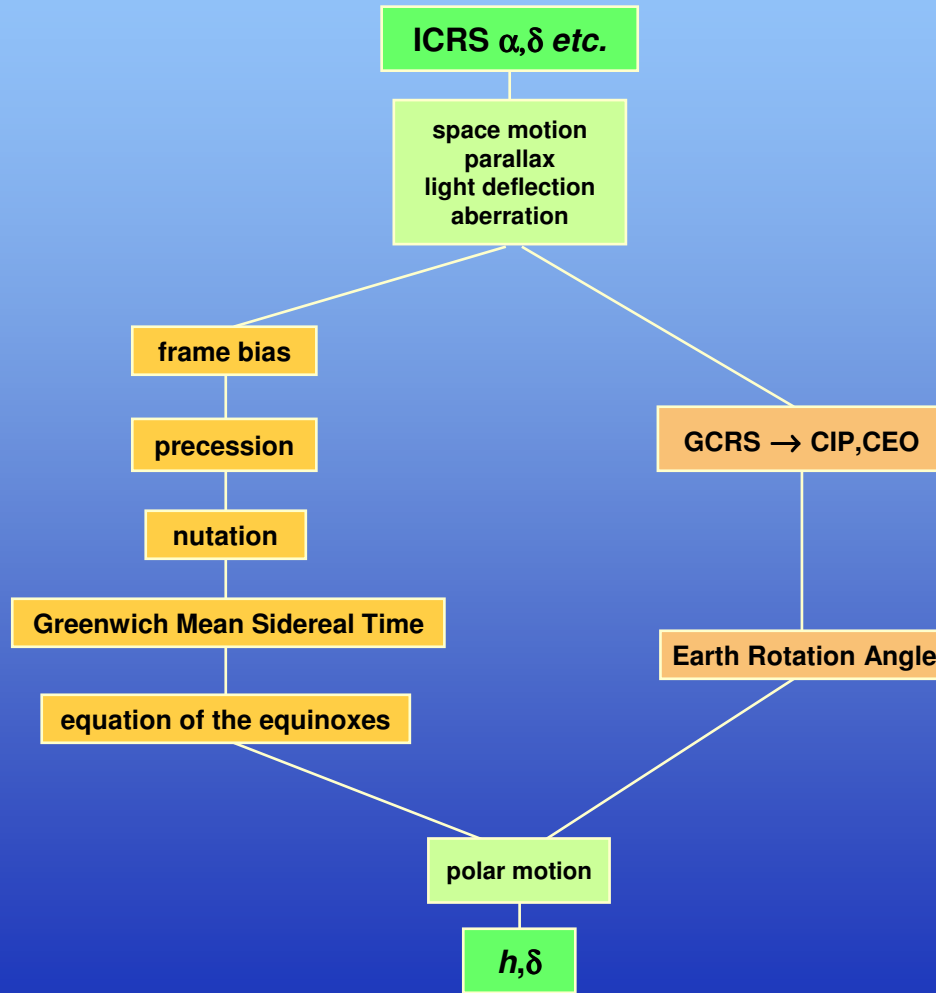 ICRS α,δ etc.
space motion
parallax
light deflection
aberration
frame bias
precession
nutation
Greenwich Mean Sidereal Time
equation of the equinoxes
GCRS → CIP,CEO
Earth Rotation Angle
polar motion
h,δ